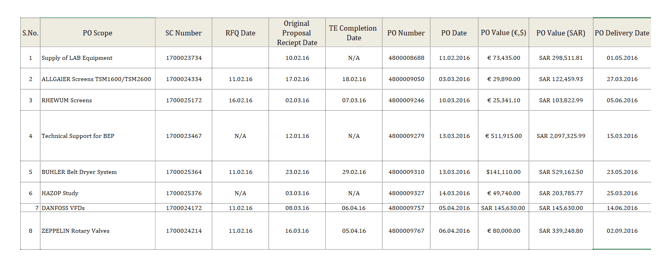 S.No. PO Scope SC Number RFQ Date Original Proposal Reciept Date TE Completion Date PO Number PO Date PO Value (€,$) PO Value (SAR) PO Delivery Date
1 Supply of LAB Equipment 1700023734 10.02.16 N/A 4800008688 11.02.2016 € 73,435.00 SAR 298,511.81 01.05.2016
2 ALLGAIER Screens TSM1600/TSM2600 1700024334 11.02.16 17.02.16 18.02.16 4800009050 03.03.2016 € 29,890.00 SAR 122,459.93 27.03.2016
3 RHEWUM Screens 1700025172 16.02.16 02.03.16 07.03.16 4800009246 10.03.2016 € 25,341.10 SAR 103,822.99 05.06.2016
4 Technical Support for BEP 1700023467 N/A 12.01.16 N/A 4800009279 13.03.2016 € 511,915.00 SAR 2,097,325.99 15.03.2016
5 BUHLER Belt Dryer System 1700025364 11.02.16 23.02.16 29.02.16 4800009310 13.03.2016 $141,110.00 SAR 529,162.50 23.05.2016
6 HAZOP Study 1700025376 N/A 03.03.16 N/A 4800009327 14.03.2016 € 49,740.00 SAR 203,785.77 25.03.2016
7 DANFOSS VFDs 1700024172 11.02.16 08.03.16 06.04.16 4800009757 05.04.2016 SAR 145,630.00 SAR 145,630.00 14.06.2016
8 ZEPPELIN Rotary Valves 1700024214 11.02.16 16.03.16 05.04.16 4800009767 06.04.2016 € 80,000.00 SAR 339,248.80 02.09.2016